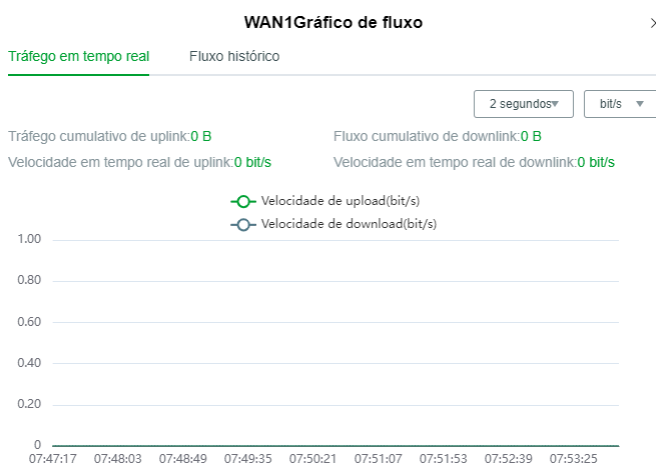 WAN1Gráfico de fluxo
Tráfego em tempo real Fluxo histórico
2 segundos bit/s
Tráfego cumulativo de uplink:0 B Fluxo cumulativo de downlink:0 B
Velocidade em tempo real de uplink:0 bit/s Velocidade em tempo real de downlink:0 bit/s
Velocidade de upload(bit/s)
Velocidade de download(bit/s)
1.00
0.80
0.60
0.40
0.20
0
07:47:17 07:48:03 07:48:49 07:49:35 07:50:21 07:51:07 07:51:53 07:52:39 07:53:25